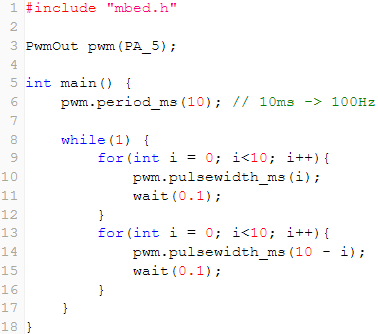 1 #include "mbed.h"
2
3 PwmOut pwm(PA_5);
4
5 int main() {
6     pwm.period_ms(10); // 10ms -> 100Hz
7
8     while(1) {
9         for(int i = 0; i<10; i++){
10             pwm.pulsewidth_ms(i);
11             wait(0.1);
12         }
13         for(int i = 0; i<10; i++){
14             pwm.pulsewidth_ms(10 - i);
15             wait(0.1);
16         }
17     }
18 }